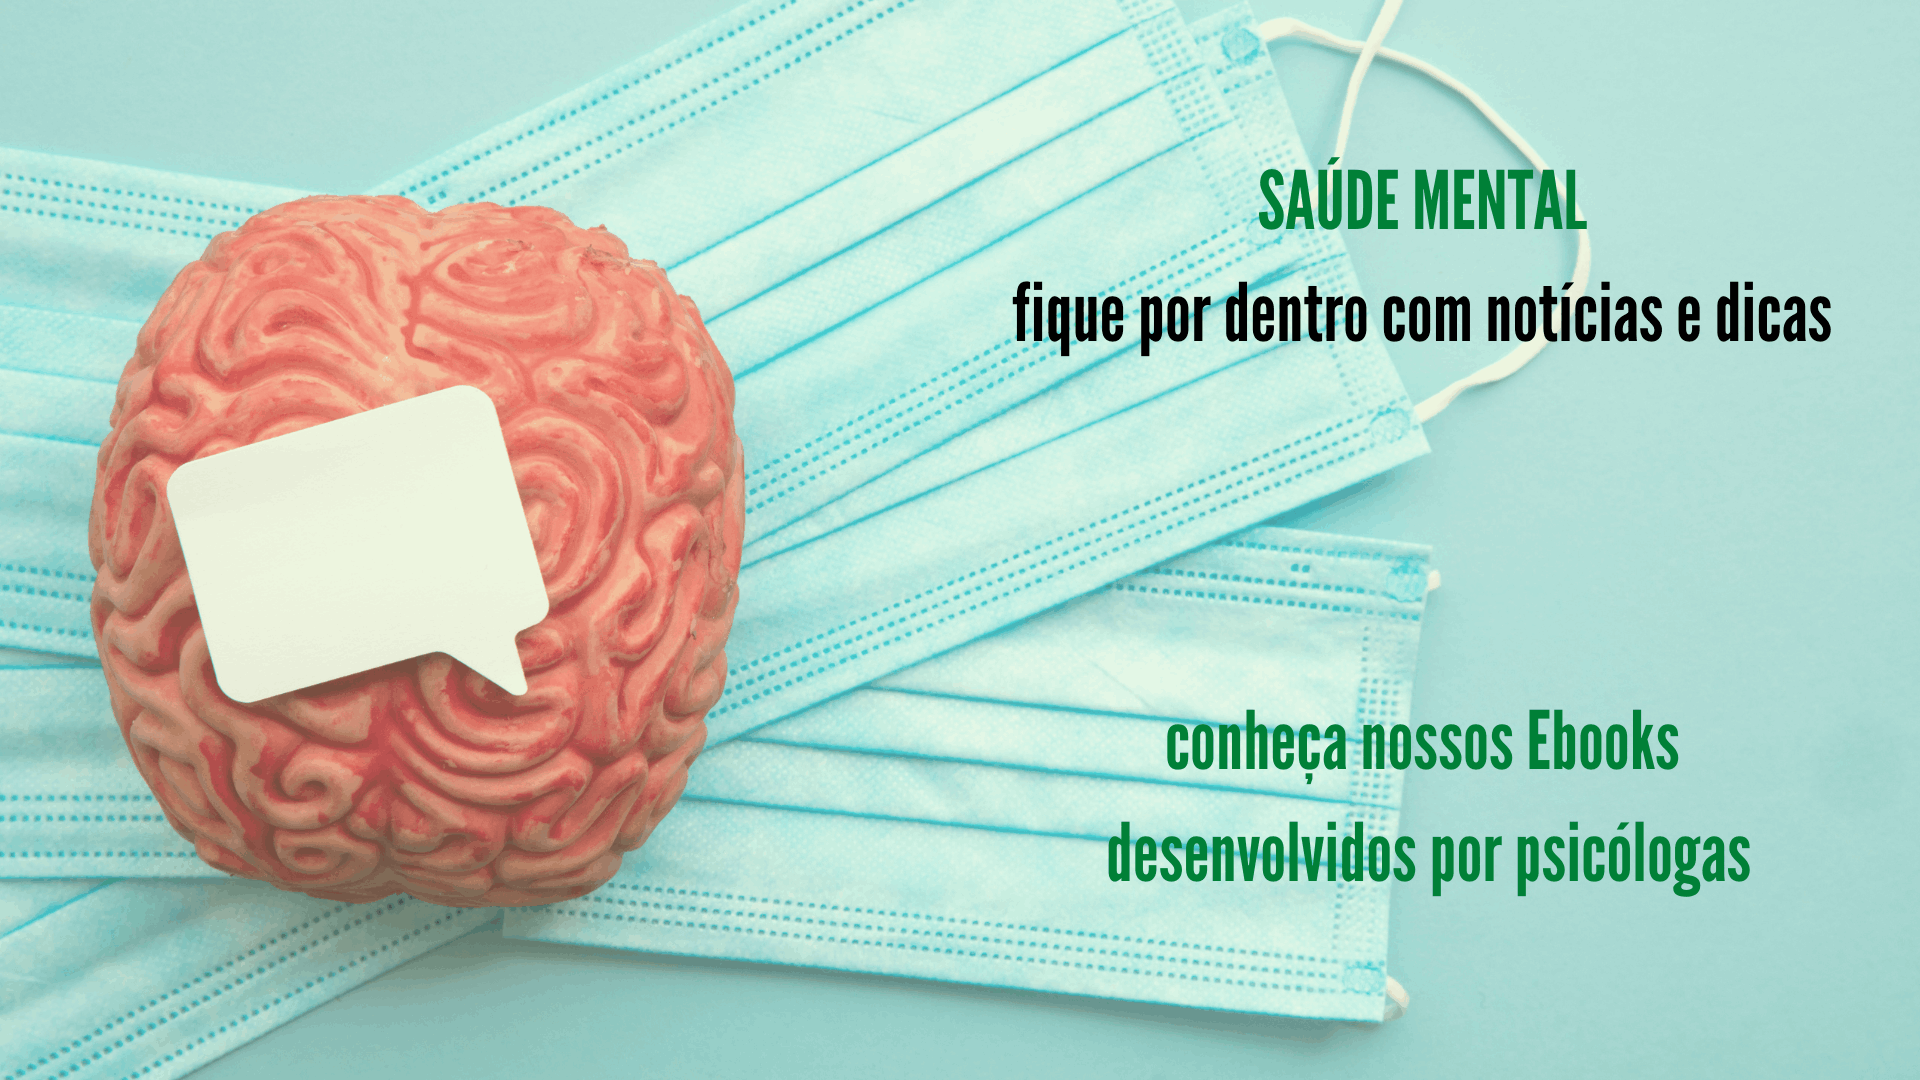 SAÚDE MENTAL
fique por dentro com notícias e dicas
conheça nossos Ebooks
desenvolvidos por psicólogas